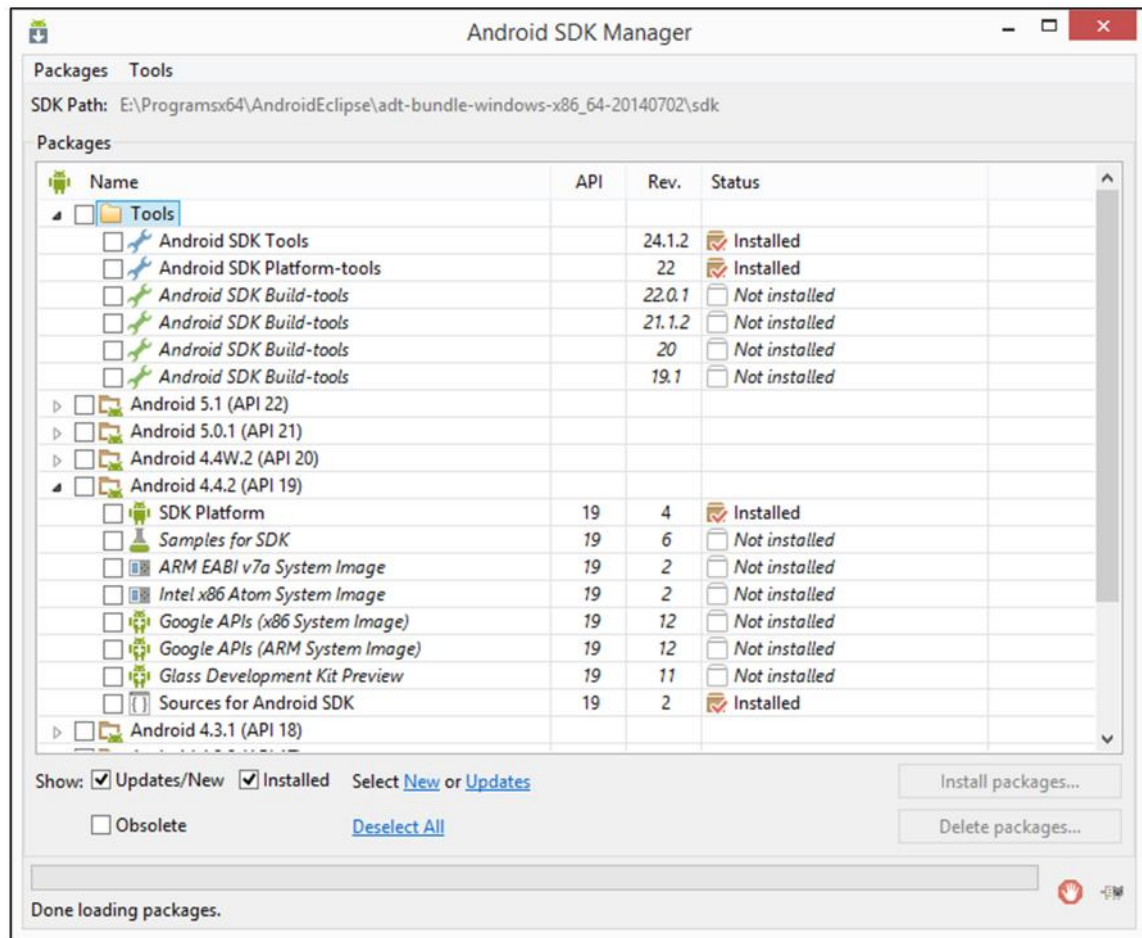 Android SDK Manager
Packages Tools
SDK Path: E:\Programsx64\AndroidEclipse\adt-bundle-windows-x86_64-20140702\sdk
Packages
Name API Rev. Status
Tools
Android SDK Tools 24.1.2 Installed
Android SDK Platform-tools 22 Installed
Android SDK Build-tools 22.0.1 Not installed
Android SDK Build-tools 21.1.2 Not installed
Android SDK Build-tools 20 Not installed
Android SDK Build-tools 19.1 Not installed
Android 5.1 (API 22)
Android 5.0.1 (API 21)
Android 4.4W.2 (API 20)
Android 4.4.2 (API 19)
SDK Platform 19 4 Installed
Samples for SDK 19 6 Not installed
ARM EABI v7a System Image 19 2 Not installed
Intel x86 Atom System Image 19 2 Not installed
Google APIs (x86 System Image) 19 12 Not installed
Google APIs (ARM System Image) 19 12 Not installed
Glass Development Kit Preview 19 11 Not installed
Sources for Android SDK 19 2 Installed
Android 4.3.1 (API 18)
Show: Updates/New Installed Select New or Updates Install packages...
Obsolete Deselect All Delete packages...
Done loading packages.